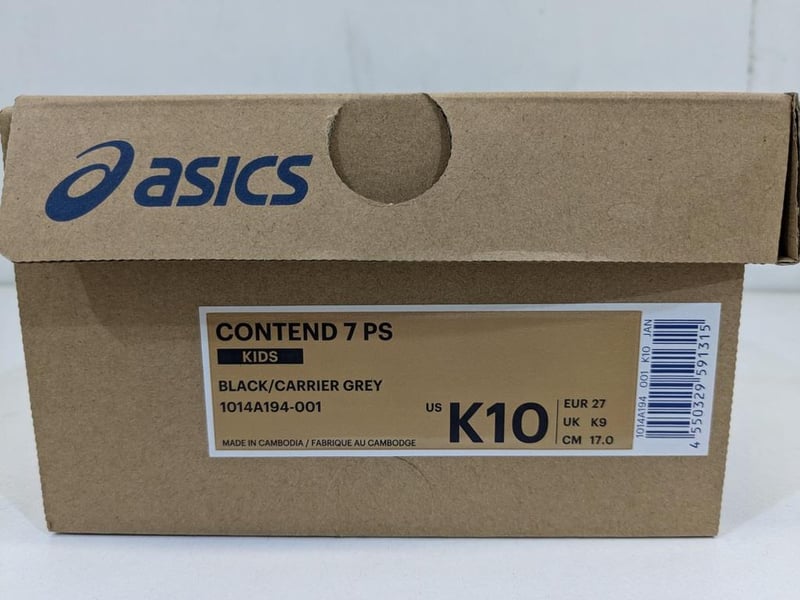 asics
CONTEND 7 PS
KIDS
BLACK/CARRIER GREY
1014A194-001
MADE IN CAMBODIA / FABRIQUE AU CAMBODGE
US K10
EUR 27
UK K9
CM 17.0
1014A194 001 K10 JAN
4 550329 591315